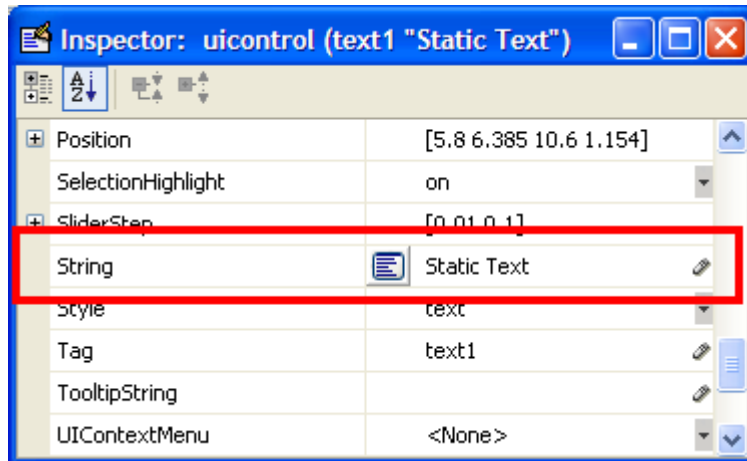 Inspector: uicontrol (text1 "Static Text")
Position [5.8 6.385 10.6 1.154]
SelectionHighlight on
SliderStep [0.01 0.1]
String Static Text
Style text
Tag text1
TooltipString
UIContextMenu <None>